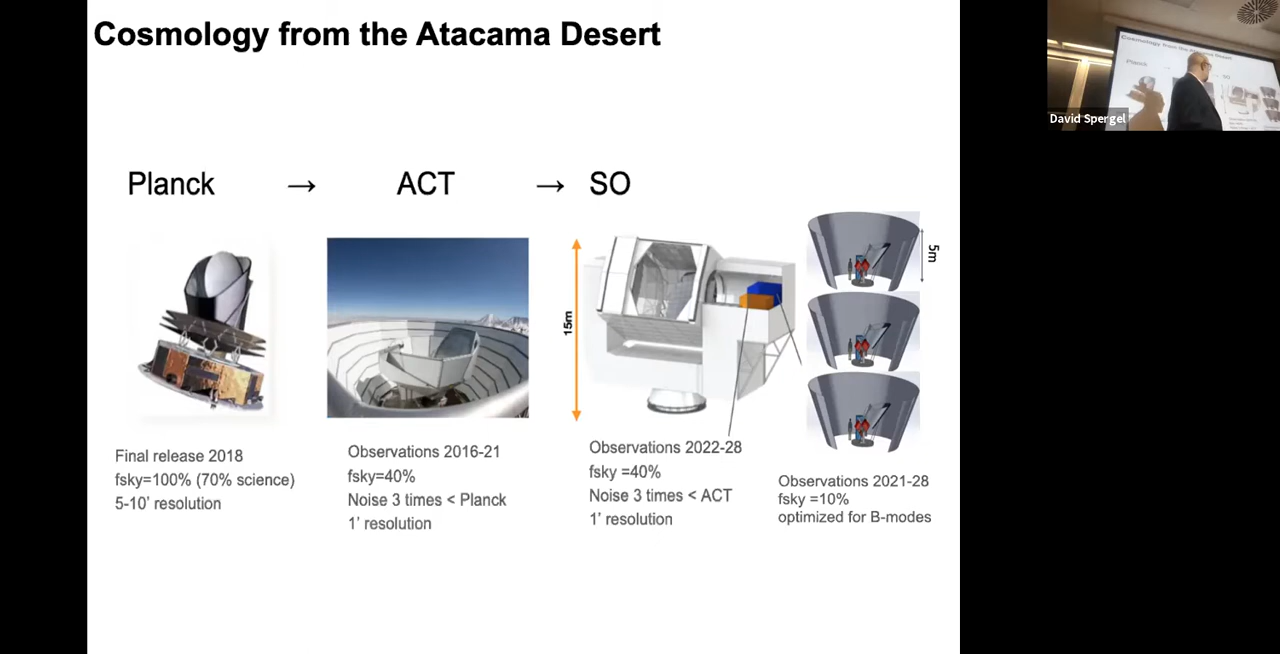 Cosmology from the Atacama Desert
David Spergel
Planck → ACT → SO
15m
5m
Final release 2018
fsky=100% (70% science)
5-10’ resolution
Observations 2016-21
fsky=40%
Noise 3 times < Planck
1’ resolution
Observations 2022-28
fsky =40%
Noise 3 times < ACT
1’ resolution
Observations 2021-28
fsky =10%
optimized for B-modes